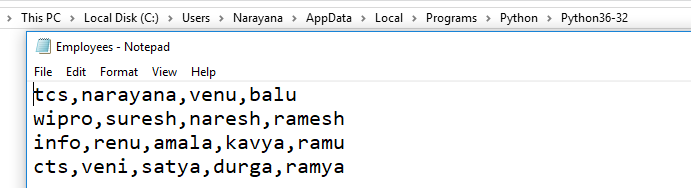 This PC > Local Disk (C:) > Users > Narayana > AppData > Local > Programs > Python > Python36-32
Employees - Notepad
File Edit Format View Help
tcs,narayana,venu,balu
wipro,suresh,naresh,ramesh
info,renu,amala,kavya,ramu
cts,veni,satya,durga,ramya